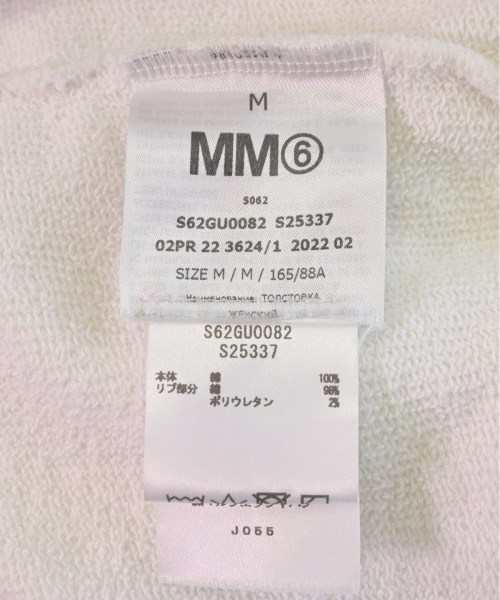 M
MM⑥
S062
S62GU0082 S25337
02PR 22 3624/1 2022 02
SIZE M / M / 165/88A
Наименование: ТОЛСТОВКА
ЖЕНСКИЙ
S62GU0082
S25337
本体 綿 100%
リブ部分 綿 98%
ポリウレタン 2%
J055